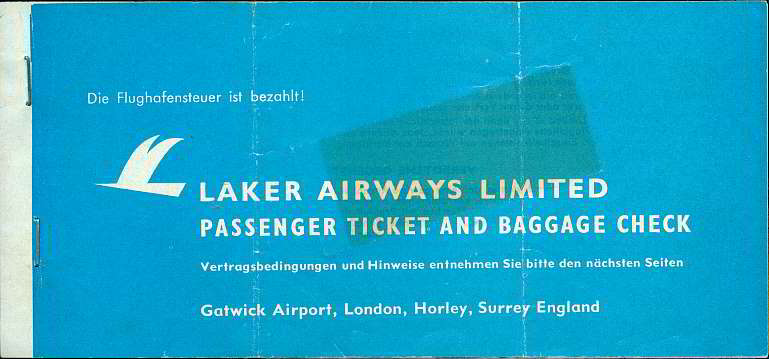 Die Flughafensteuer ist bezahlt!
LAKER AIRWAYS LIMITED
PASSENGER TICKET AND BAGGAGE CHECK
Vertragsbedingungen und Hinweise entnehmen Sie bitte den nächsten Seiten
Gatwick Airport, London, Horley, Surrey England